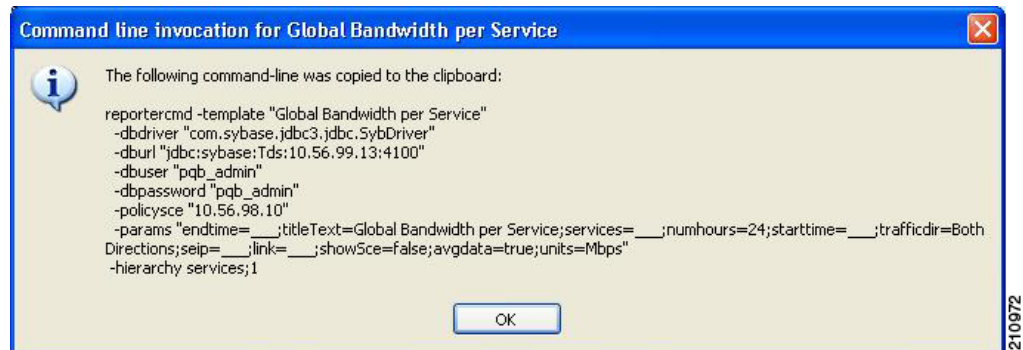 Command line invocation for Global Bandwidth per Service
The following command-line was copied to the clipboard:
reportercmd -template "Global Bandwidth per Service"
-dbdriver "com.sybase.jdbc3.jdbc.SybDriver"
-dburl "jdbc:sybase:Tds:10.56.99.13:4100"
-dbuser "pqb_admin"
-dbpassword "pqb_admin"
-policysce "10.56.98.10"
-params "endtime=___;titleText=Global Bandwidth per Service;services=___;numhours=24;starttime=___;trafficdir=Both
Directions;seip=___;link=___;showSce=false;avgdata=true;units=Mbps"
-hierarchy services;1
OK
210972